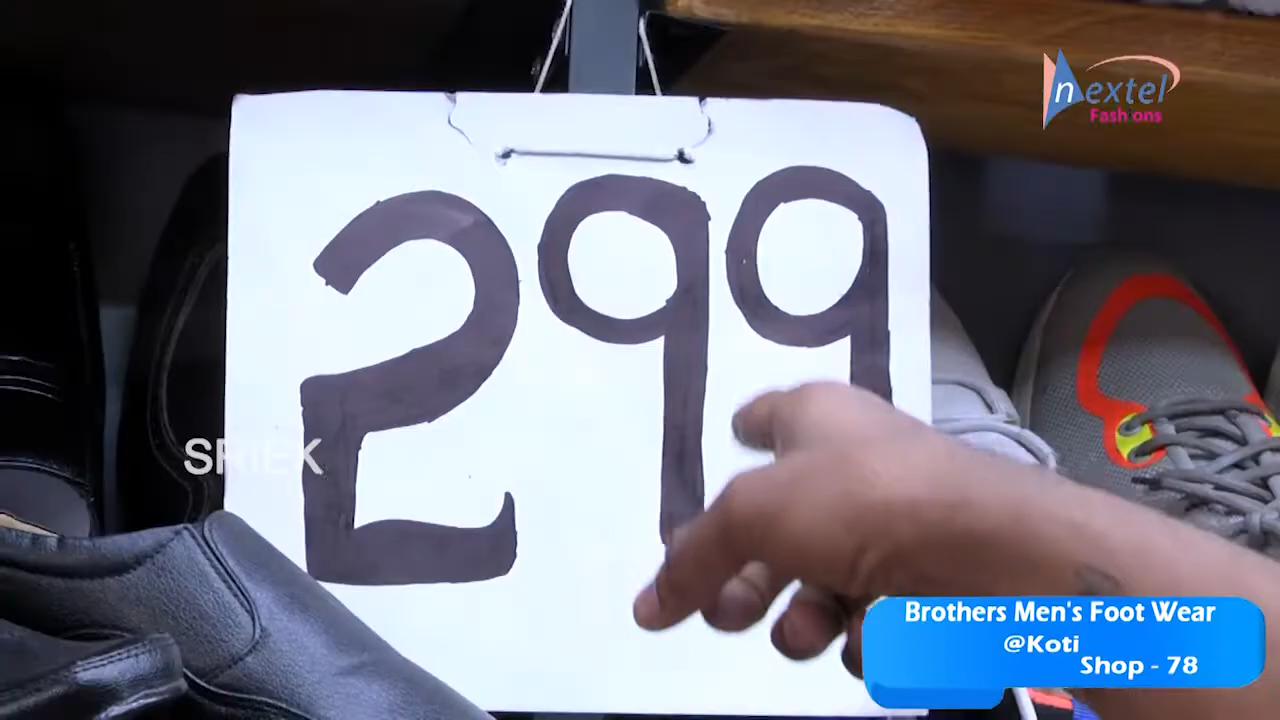 nextel
Fashions
299
SRIEK
Brothers Men's Foot Wear
@Koti
Shop - 78